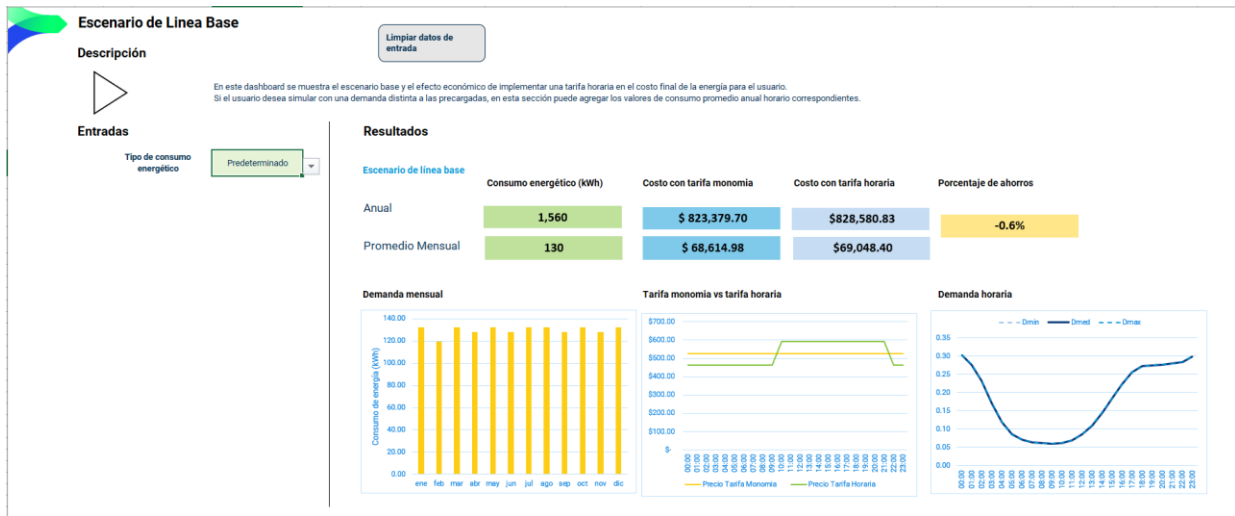 Escenario de Linea Base
Limpiar datos de
entrada
Descripción
En este dashboard se muestra el escenario base y el efecto económico de implementar una tarifa horaria en el costo final de la energía para el usuario.
Si el usuario desea simular con una demanda distinta a las precargadas, en esta sección puede agregar los valores de consumo promedio anual horario correspondientes.
Entradas
Tipo de consumo
energético
Predeterminado
Resultados
Escenario de línea base
Consumo energético (kWh) Costo con tarifa monomia Costo con tarifa horaria Porcentaje de ahorros
Anual 1,560 $ 823,379.70 $828,580.83 -0.6%
Promedio Mensual 130 $ 68,614.98 $69,048.40
Demanda mensual
Consumo de energía (kWh)
140.00
120.00
100.00
80.00
60.00
40.00
20.00
0.00
ene feb mar abr may jun jul ago sep oct nov dic
Tarifa monomia vs tarifa horaria
$700.00
$600.00
$500.00
$400.00
$300.00
$200.00
$100.00
$-
00:00 01:00 02:00 03:00 04:00 05:00 06:00 07:00 08:00 09:00 10:00 11:00 12:00 13:00 14:00 15:00 16:00 17:00 18:00 19:00 20:00 21:00 22:00 23:00
Precio Tarifa Monomia Precio Tarifa Horaria
Demanda horaria
Dmin Dmed Dmax
0.35
0.30
0.25
0.20
0.15
0.10
0.05
0.00
00:00 01:00 02:00 03:00 04:00 05:00 06:00 07:00 08:00 09:00 10:00 11:00 12:00 13:00 14:00 15:00 16:00 17:00 18:00 19:00 20:00 21:00 22:00 23:00